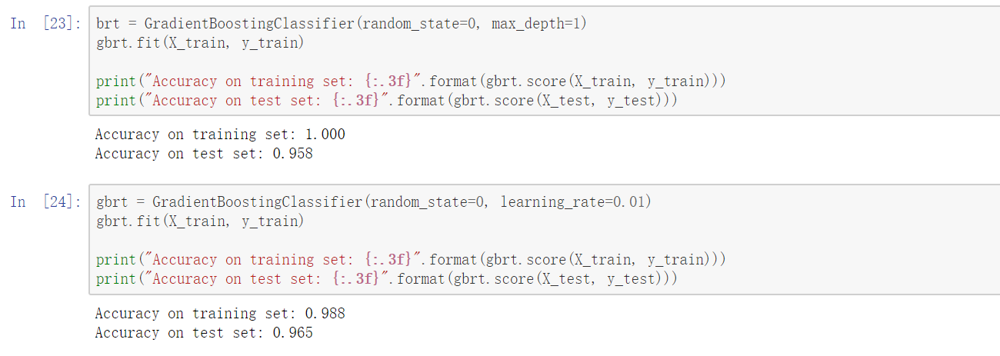 In [23]: brt = GradientBoostingClassifier(random_state=0, max_depth=1)
gbrt.fit(X_train, y_train)
print("Accuracy on training set: {:.3f}".format(gbrt.score(X_train, y_train)))
print("Accuracy on test set: {:.3f}".format(gbrt.score(X_test, y_test)))
Accuracy on training set: 1.000
Accuracy on test set: 0.958
In [24]: gbrt = GradientBoostingClassifier(random_state=0, learning_rate=0.01)
gbrt.fit(X_train, y_train)
print("Accuracy on training set: {:.3f}".format(gbrt.score(X_train, y_train)))
print("Accuracy on test set: {:.3f}".format(gbrt.score(X_test, y_test)))
Accuracy on training set: 0.988
Accuracy on test set: 0.965